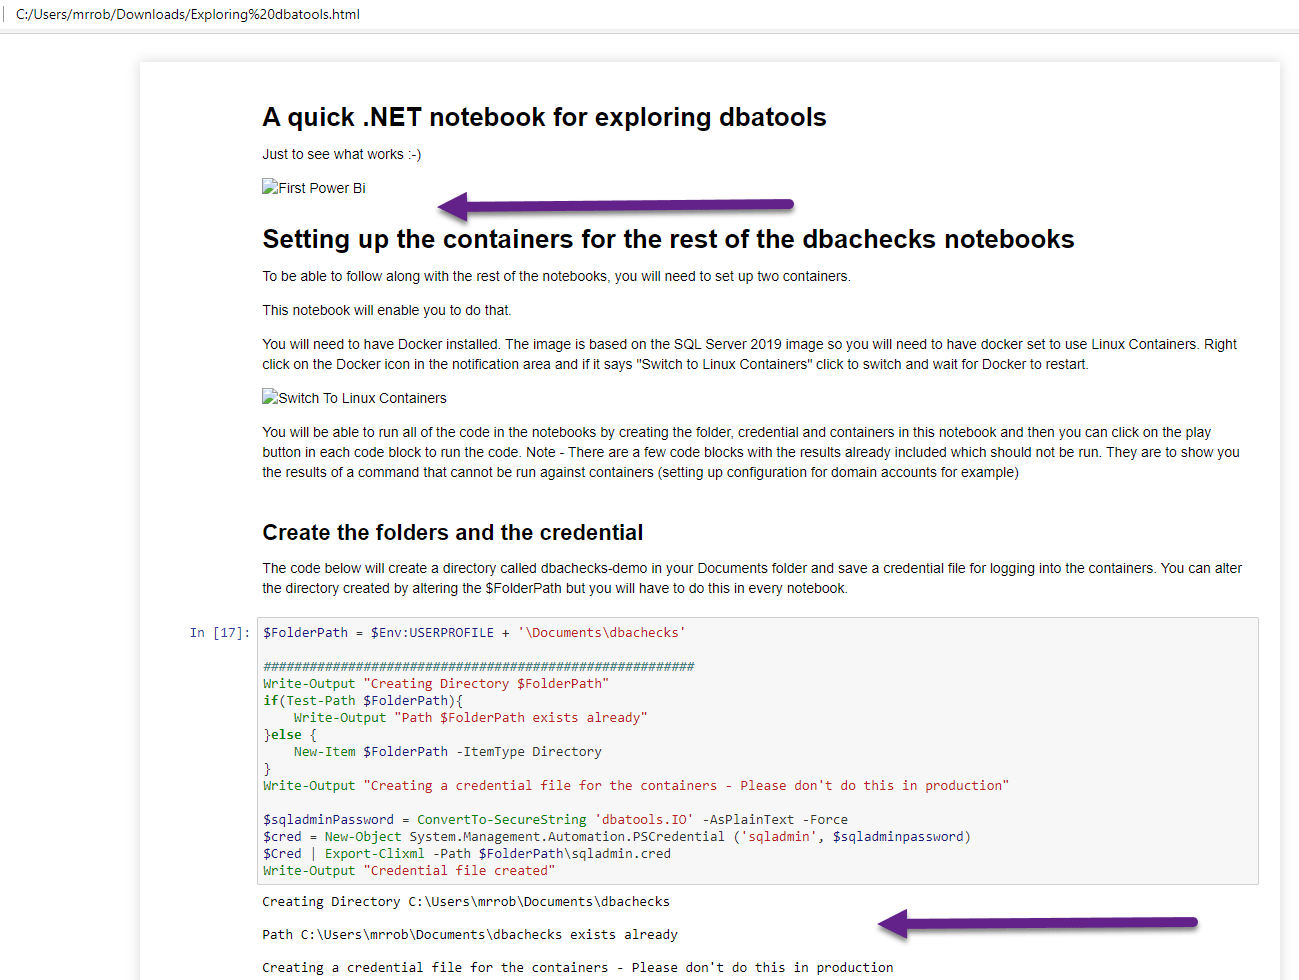 C:/Users/mrrob/Downloads/Exploring%20dbatools.html
A quick .NET notebook for exploring dbatools
Just to see what works :-)
First Power Bi
Setting up the containers for the rest of the dbachecks notebooks
To be able to follow along with the rest of the notebooks, you will need to set up two containers.
This notebook will enable you to do that.
You will need to have Docker installed. The image is based on the SQL Server 2019 image so you will need to have docker set to use Linux Containers. Right
click on the Docker icon in the notification area and if it says "Switch to Linux Containers" click to switch and wait for Docker to restart.
Switch To Linux Containers
You will be able to run all of the code in the notebooks by creating the folder, credential and containers in this notebook and then you can click on the play
button in each code block to run the code. Note - There are a few code blocks with the results already included which should not be run. They are to show you
the results of a command that cannot be run against containers (setting up configuration for domain accounts for example)
Create the folders and the credential
The code below will create a directory called dbachecks-demo in your Documents folder and save a credential file for logging into the containers. You can alter
the directory created by altering the $FolderPath but you will have to do this in every notebook.
In [17]: $FolderPath = $Env:USERPROFILE + '\Documents\dbachecks'
########################################################
Write-Output "Creating Directory $FolderPath"
if(Test-Path $FolderPath){
    Write-Output "Path $FolderPath exists already"
}else {
    New-Item $FolderPath -ItemType Directory
}
Write-Output "Creating a credential file for the containers - Please don't do this in production"
$sqladminPassword = ConvertTo-SecureString 'dbatools.IO' -AsPlainText -Force
$cred = New-Object System.Management.Automation.PSCredential ('sqladmin', $sqladminpassword)
$Cred | Export-Clixml -Path $FolderPath\sqladmin.cred
Write-Output "Credential file created"
Creating Directory C:\Users\mrrob\Documents\dbachecks
Path C:\Users\mrrob\Documents\dbachecks exists already
Creating a credential file for the containers - Please don't do this in production